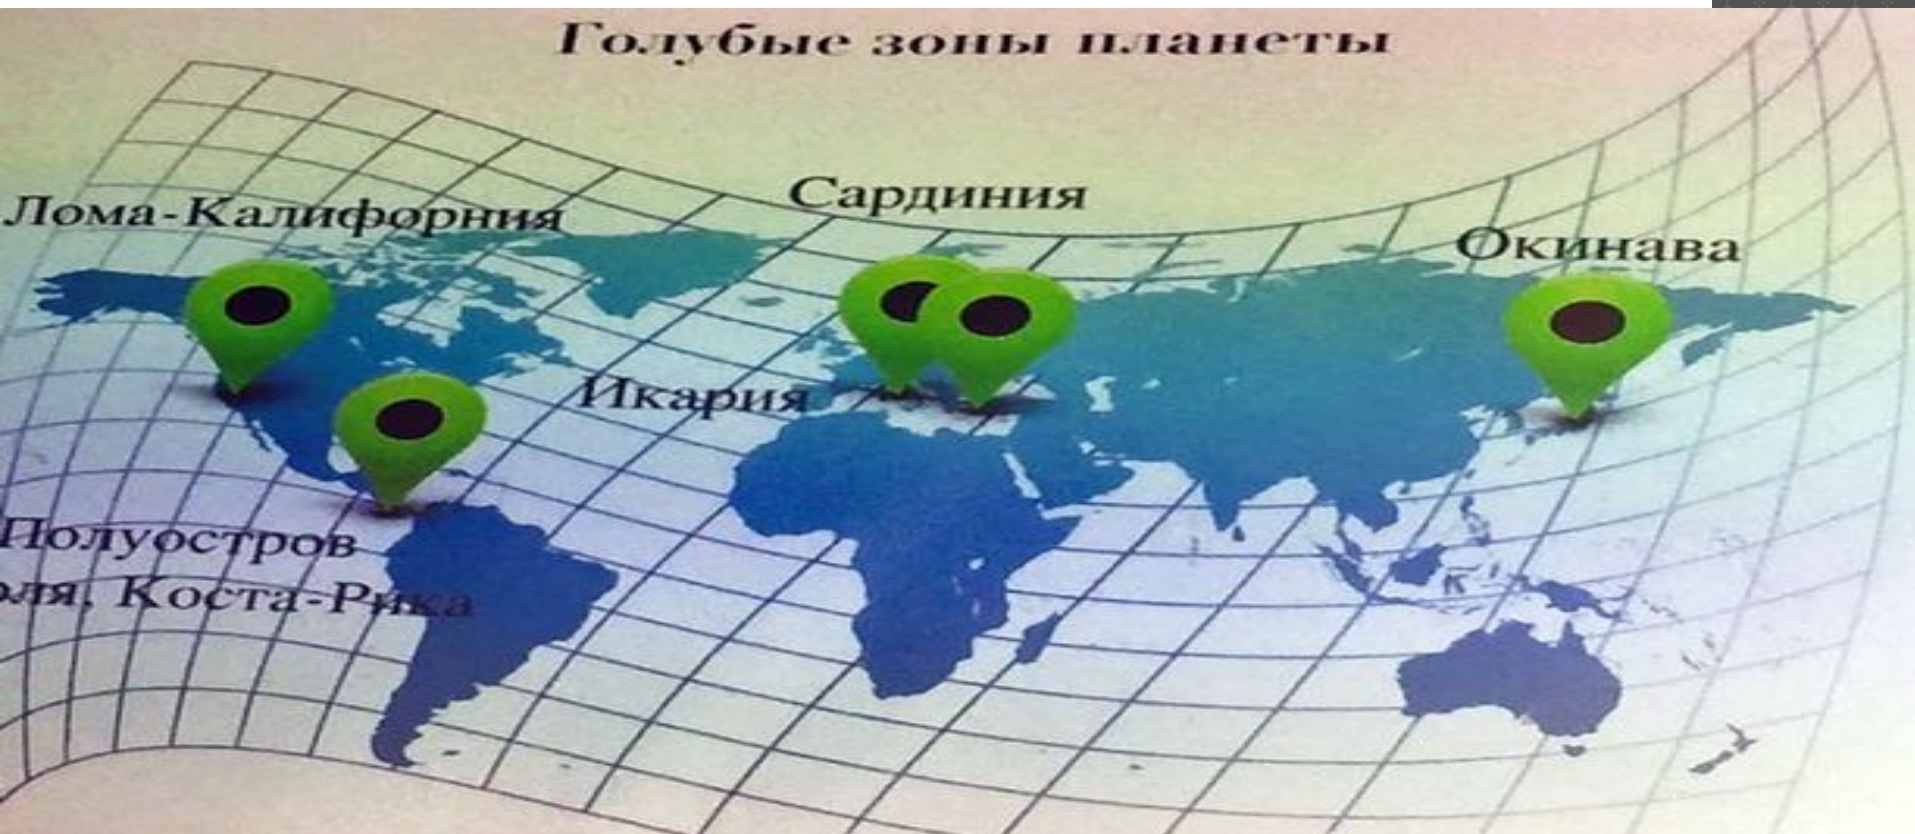 Голубые зоны планеты
Сардиния
Лома-Калифорния
Окинава
Икария
Полуостров
Коста-Рика